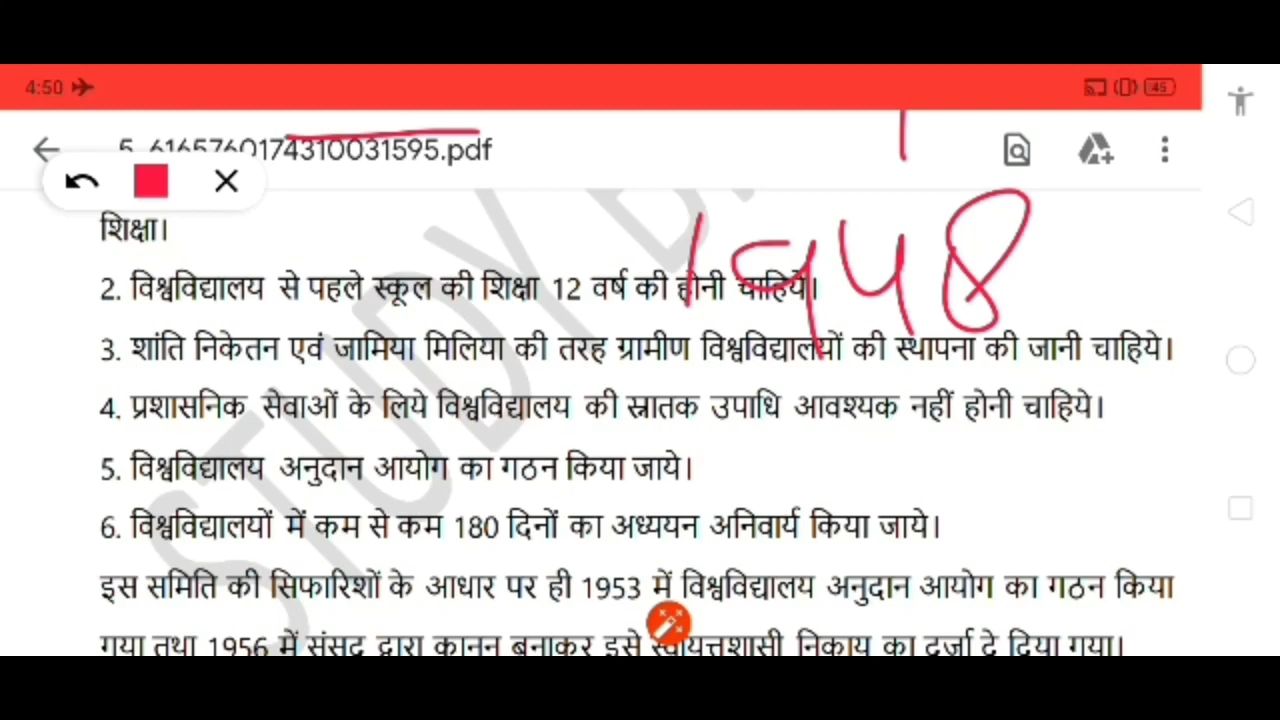 4:50
45
5_6165760174310031595.pdf
1948
शिक्षा।
2. विश्वविद्यालय से पहले स्कूल की शिक्षा 12 वर्ष की होनी चाहिये।
3. शांति निकेतन एवं जामिया मिलिया की तरह ग्रामीण विश्वविद्यालयों की स्थापना की जानी चाहिये।
4. प्रशासनिक सेवाओं के लिये विश्वविद्यालय की स्नातक उपाधि आवश्यक नहीं होनी चाहिये।
5. विश्वविद्यालय अनुदान आयोग का गठन किया जाये।
6. विश्वविद्यालयों में कम से कम 180 दिनों का अध्ययन अनिवार्य किया जाये।
इस समिति की सिफारिशों के आधार पर ही 1953 में विश्वविद्यालय अनुदान आयोग का गठन किया
गया तथा 1956 में संसद द्वारा कानून बनाकर इसे स्वायत्तशासी निकाय का दर्जा दे दिया गया।
STUDY